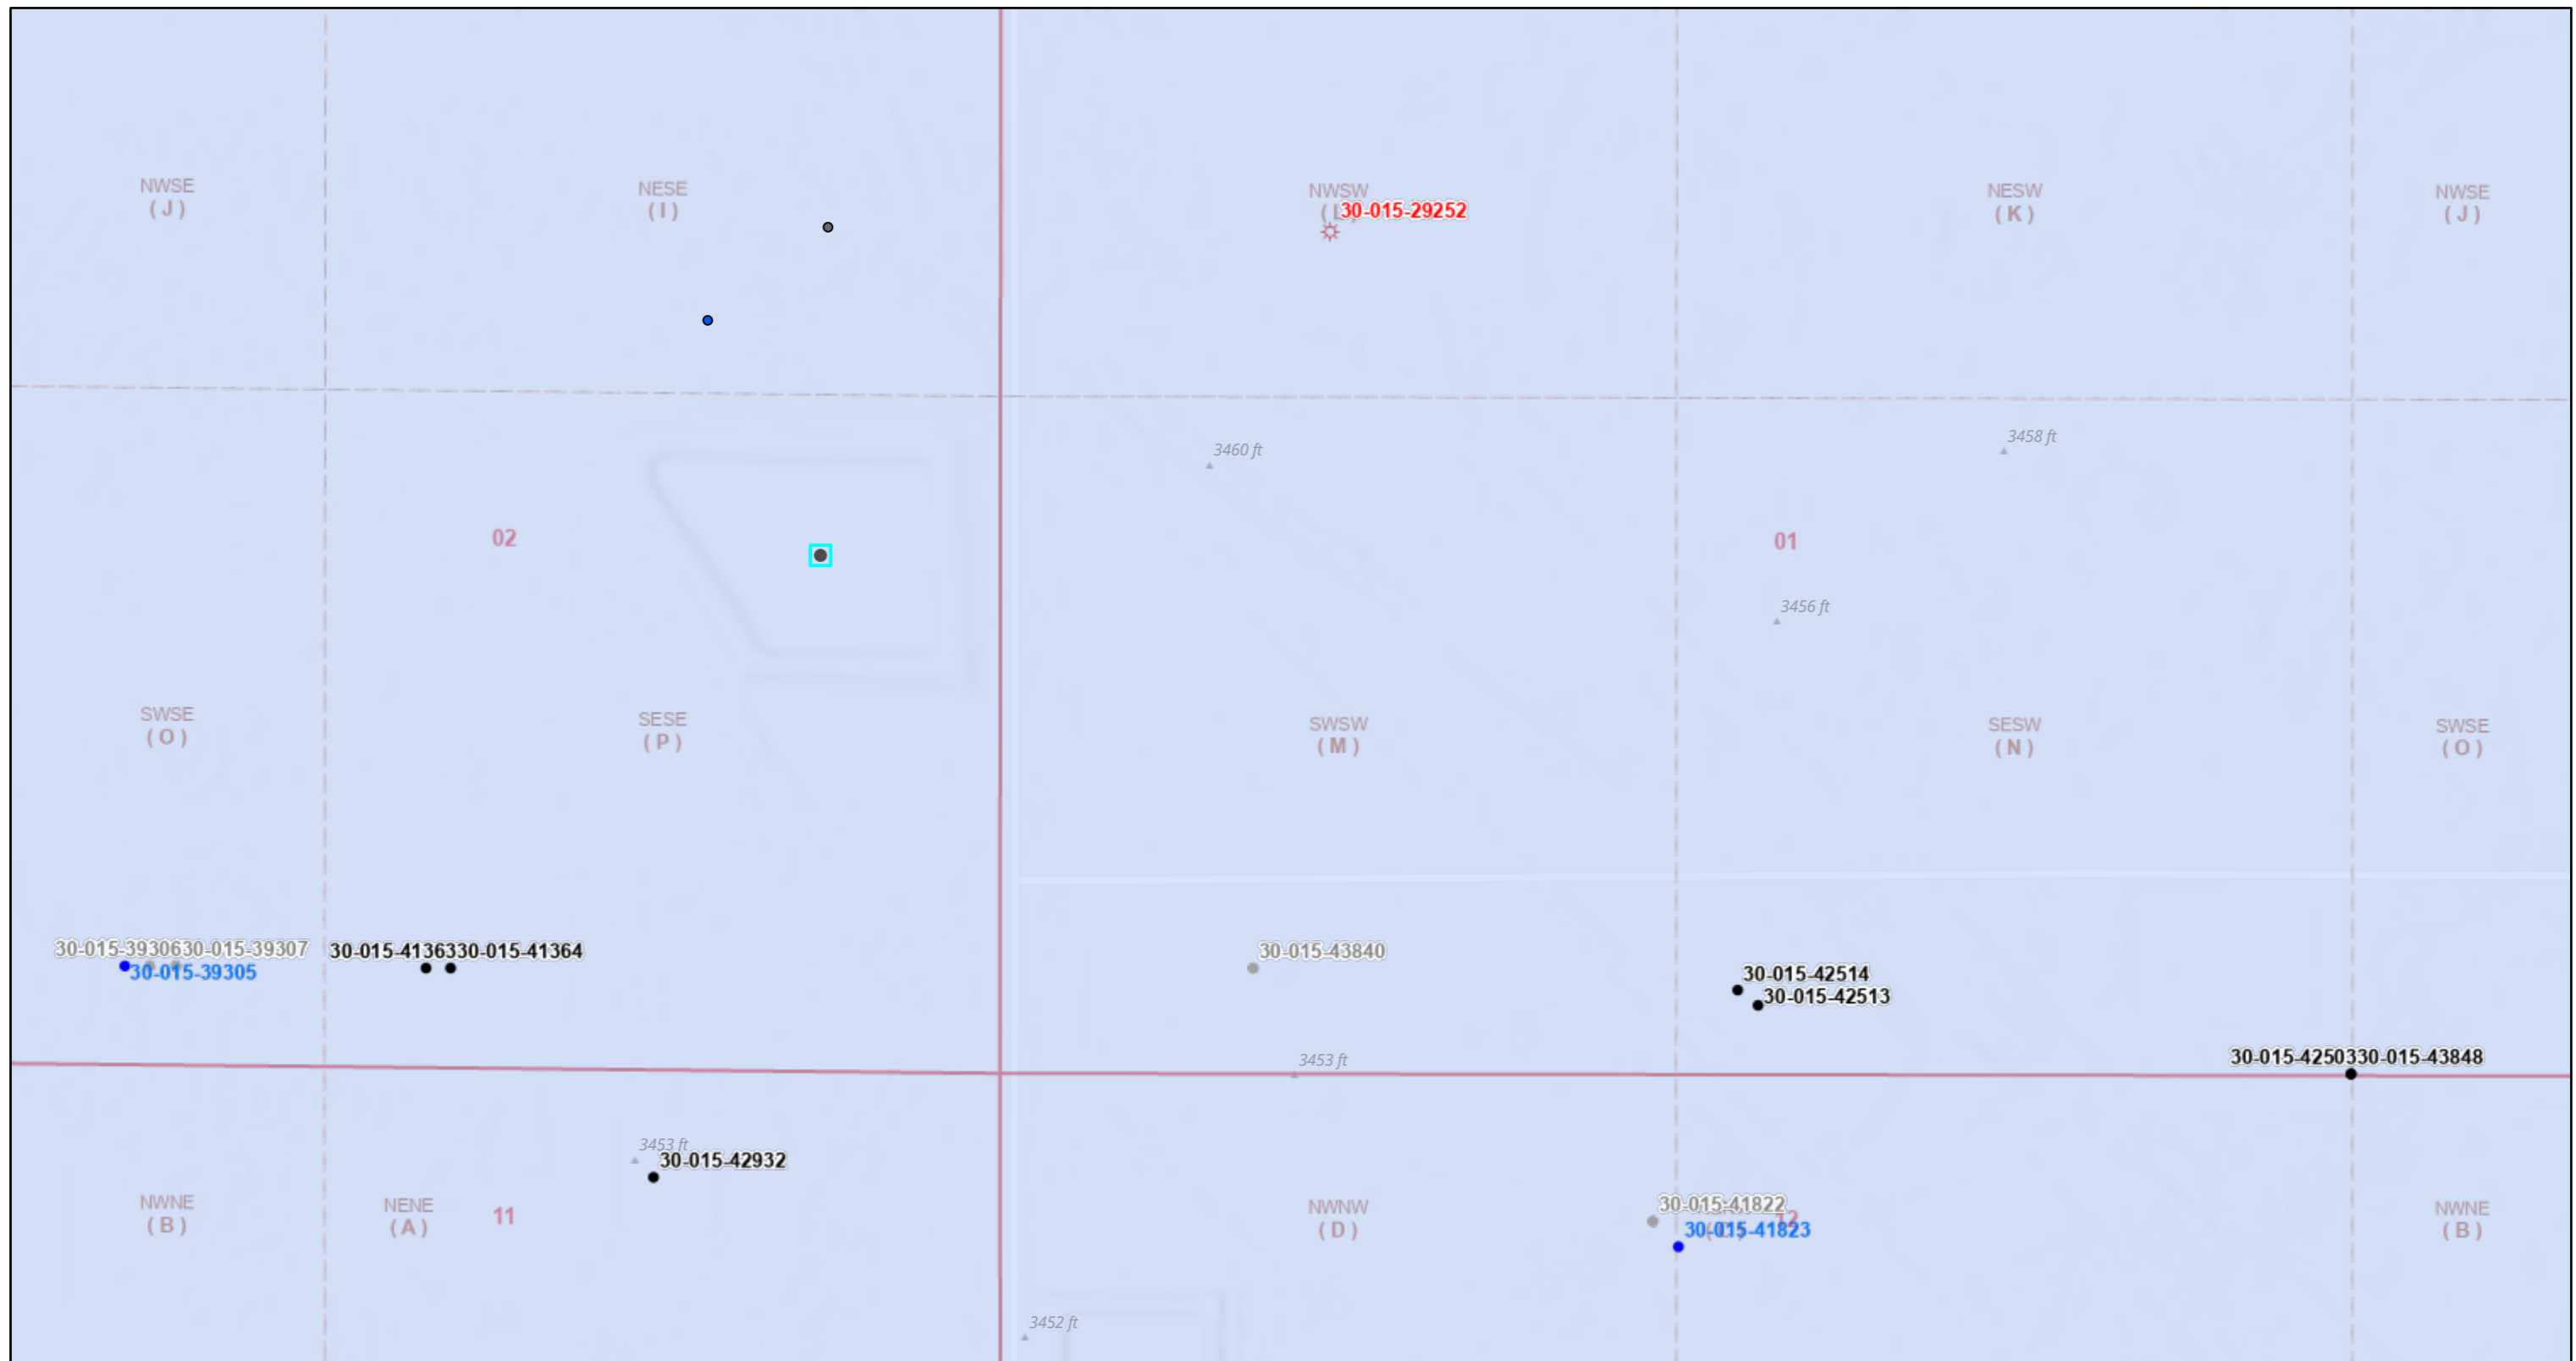 NWSE
( J )
NESE
( I )
NWSW
30-015-29252
NESW
( K )
NWSE
( J )
3460 ft
3458 ft
02
01
3456 ft
SWSE
( O )
SESE
( P )
SWSW
( M )
SESW
( N )
SWSE
( O )
30-015-3930630-015-39307
30-015-39305
30-015-4136330-015-41364
30-015-43840
30-015-42514
30-015-42513
3453 ft
30-015-4250330-015-43848
3453 ft
30-015-42932
NWNE
( B )
NENE
( A )
11
NWNW
( D )
30-015-41822
12
30-015-41823
NWNE
( B )
3452 ft